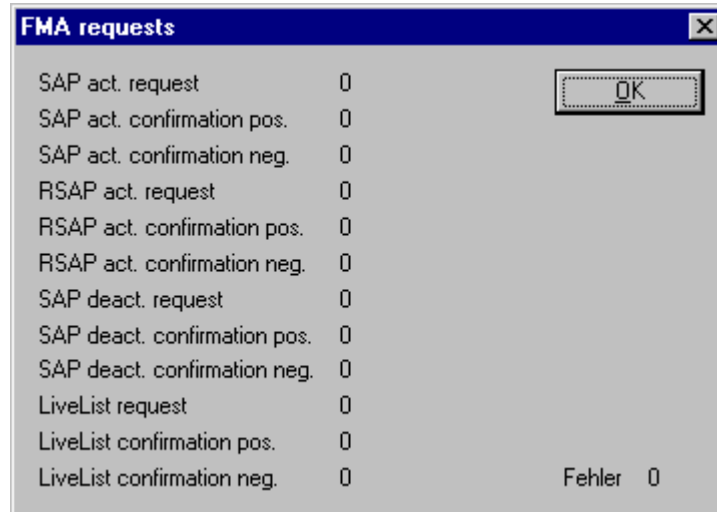 FMA requests
SAP act. request 0
OK
SAP act. confirmation pos. 0
SAP act. confirmation neg. 0
RSAP act. request 0
RSAP act. confirmation pos. 0
RSAP act. confirmation neg. 0
SAP deact. request 0
SAP deact. confirmation pos. 0
SAP deact. confirmation neg. 0
LiveList request 0
LiveList confirmation pos. 0
LiveList confirmation neg. 0
Fehler 0